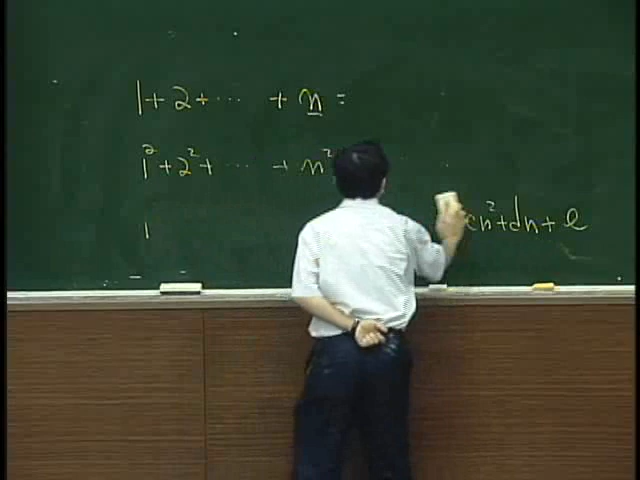 1 + 2 + ⋯ + n =
1² + 2² + ⋯ + n²
1
cn² + dn + e